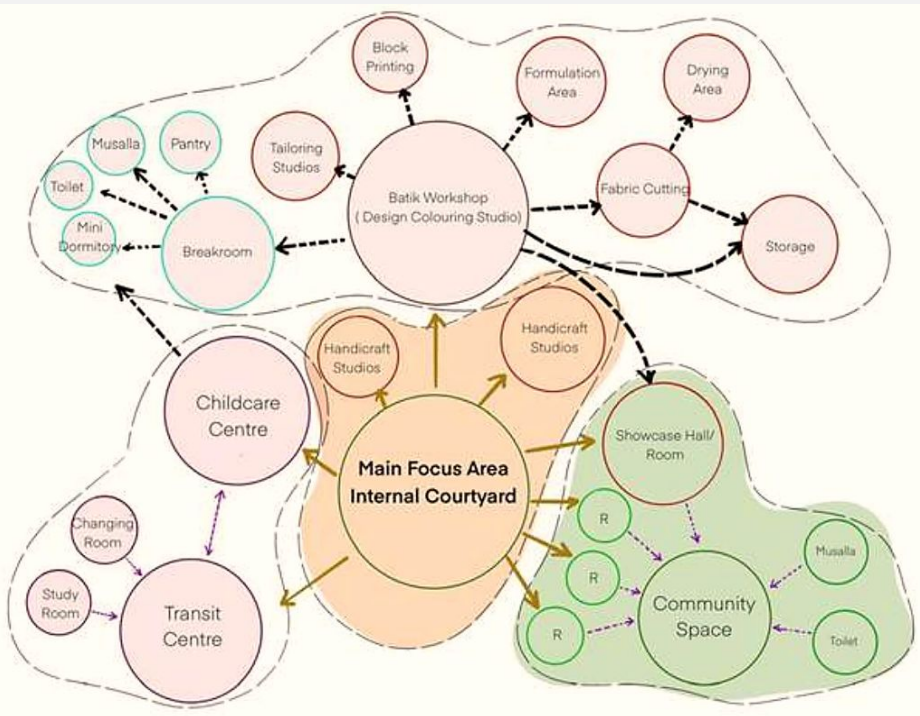 Block
Printing
Formulation
Area
Drying
Area
Musalla
Pantry
Tailoring
Studios
Toilet
Fabric Cutting
Batik Workshop
( Design Colouring Studio)
Mini
Dormitory
Breakroom
Storage
Handicraft
Studios
Handicraft
Studios
Childcare
Centre
Showcase Hall/
Room
Main Focus Area
Internal Courtyard
R
Changing
Room
R
Musalla
Study
Room
Transit
Centre
Community
Space
R
Toilet